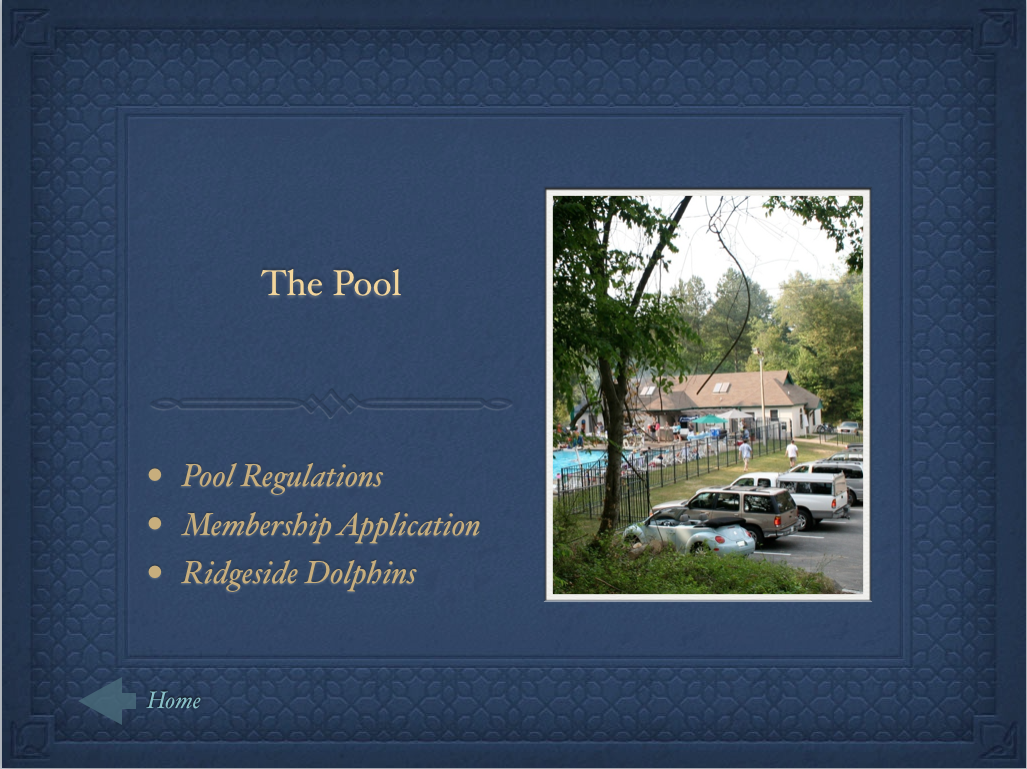 The Pool
Pool Regulations
Membership Application
Ridgeside Dolphins
Home